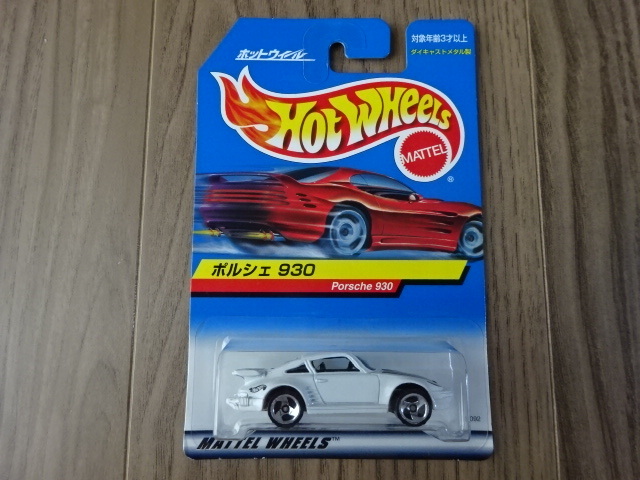 ホットウィール
対象年齢3才以上
ダイキャストメタル製
HOT WHEELS
MATTEL
®
ポルシェ 930
Porsche 930
MATTEL WHEELS™